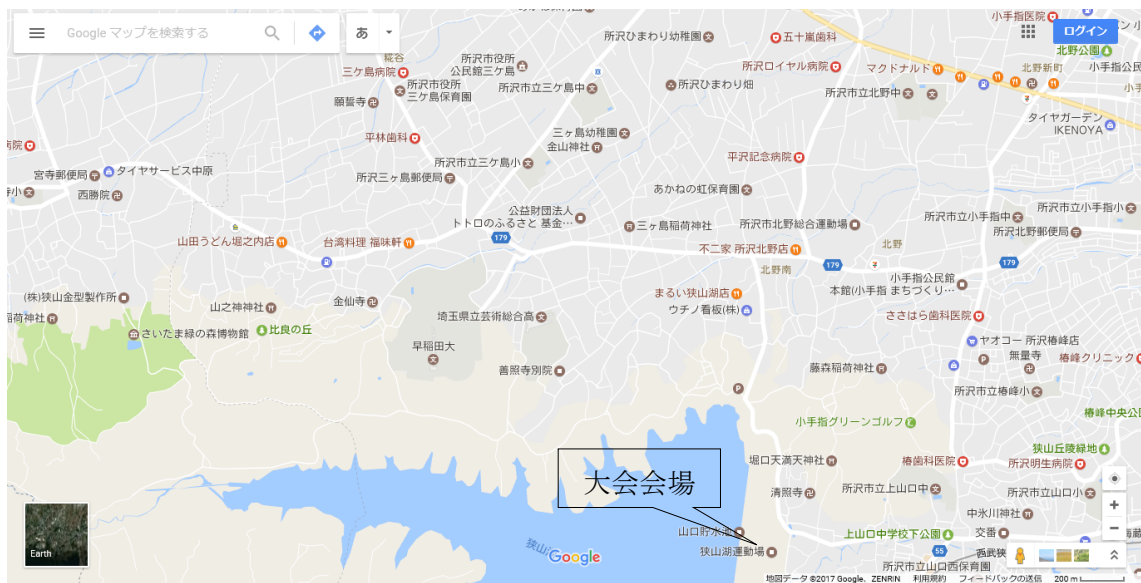 Google マップを検索する
あ
ログイン
小手指医院
所沢ひまわり幼稚園
五十嵐歯科
北野公園
糀谷
所沢市役所
公民館三ケ島
三ケ島病院
所沢市役所
三ケ島保育園
所沢市立三ケ島中
所沢ロイヤル病院
マクドナルド
北野新町
小手指公民
所沢ひまわり畑
所沢市立北野中
願誓寺
タイヤガーデン
IKENOYA
平林歯科
三ヶ島幼稚園
金山神社
病院
所沢市立三ケ島小
平沢記念病院
タイヤサービス中原
宮寺郵便局
所沢三ヶ島郵便局
西勝院
寺小
あかねの虹保育園
公益財団法人
トトロのふるさと 基金…
三ヶ島稲荷神社
所沢市北野総合運動場
所沢市立小手指中
所沢市立小手指小
所沢北野郵便局
山田うどん堀之内店
台湾料理 福味軒
179
不二家 所沢北野店
北野
179
北野南
179
小手指公民館
本館(小手指 まちづくり…
(株)狭山金型製作所
山之神神社
金仙寺
まるい狭山湖店
ウチノ看板(株)
埼玉県立芸術総合高
ささはら歯科医院
稲荷神社
さいたま緑の森博物館
比良の丘
早稲田大
ヤオコー 所沢椿峰店
無量寺
椿峰クリニック
善照寺別院
藤森稲荷神社
所沢市立椿峰小
椿峰中央公
小手指グリーンゴルフ
狭山丘陵緑地
堀口天満天神社
椿歯科医院
所沢明生病院
大会会場
清照寺
所沢市立上山口中
所沢市立山口小
中氷川神社
山口貯水池
上山口中学校下公園
交番
狭山
Google
狭山湖運動場
55
西武狭
所沢市立山口西保育園
Earth
地図データ ©2017 Google、ZENRIN
利用規約
フィードバックの送信
200 m